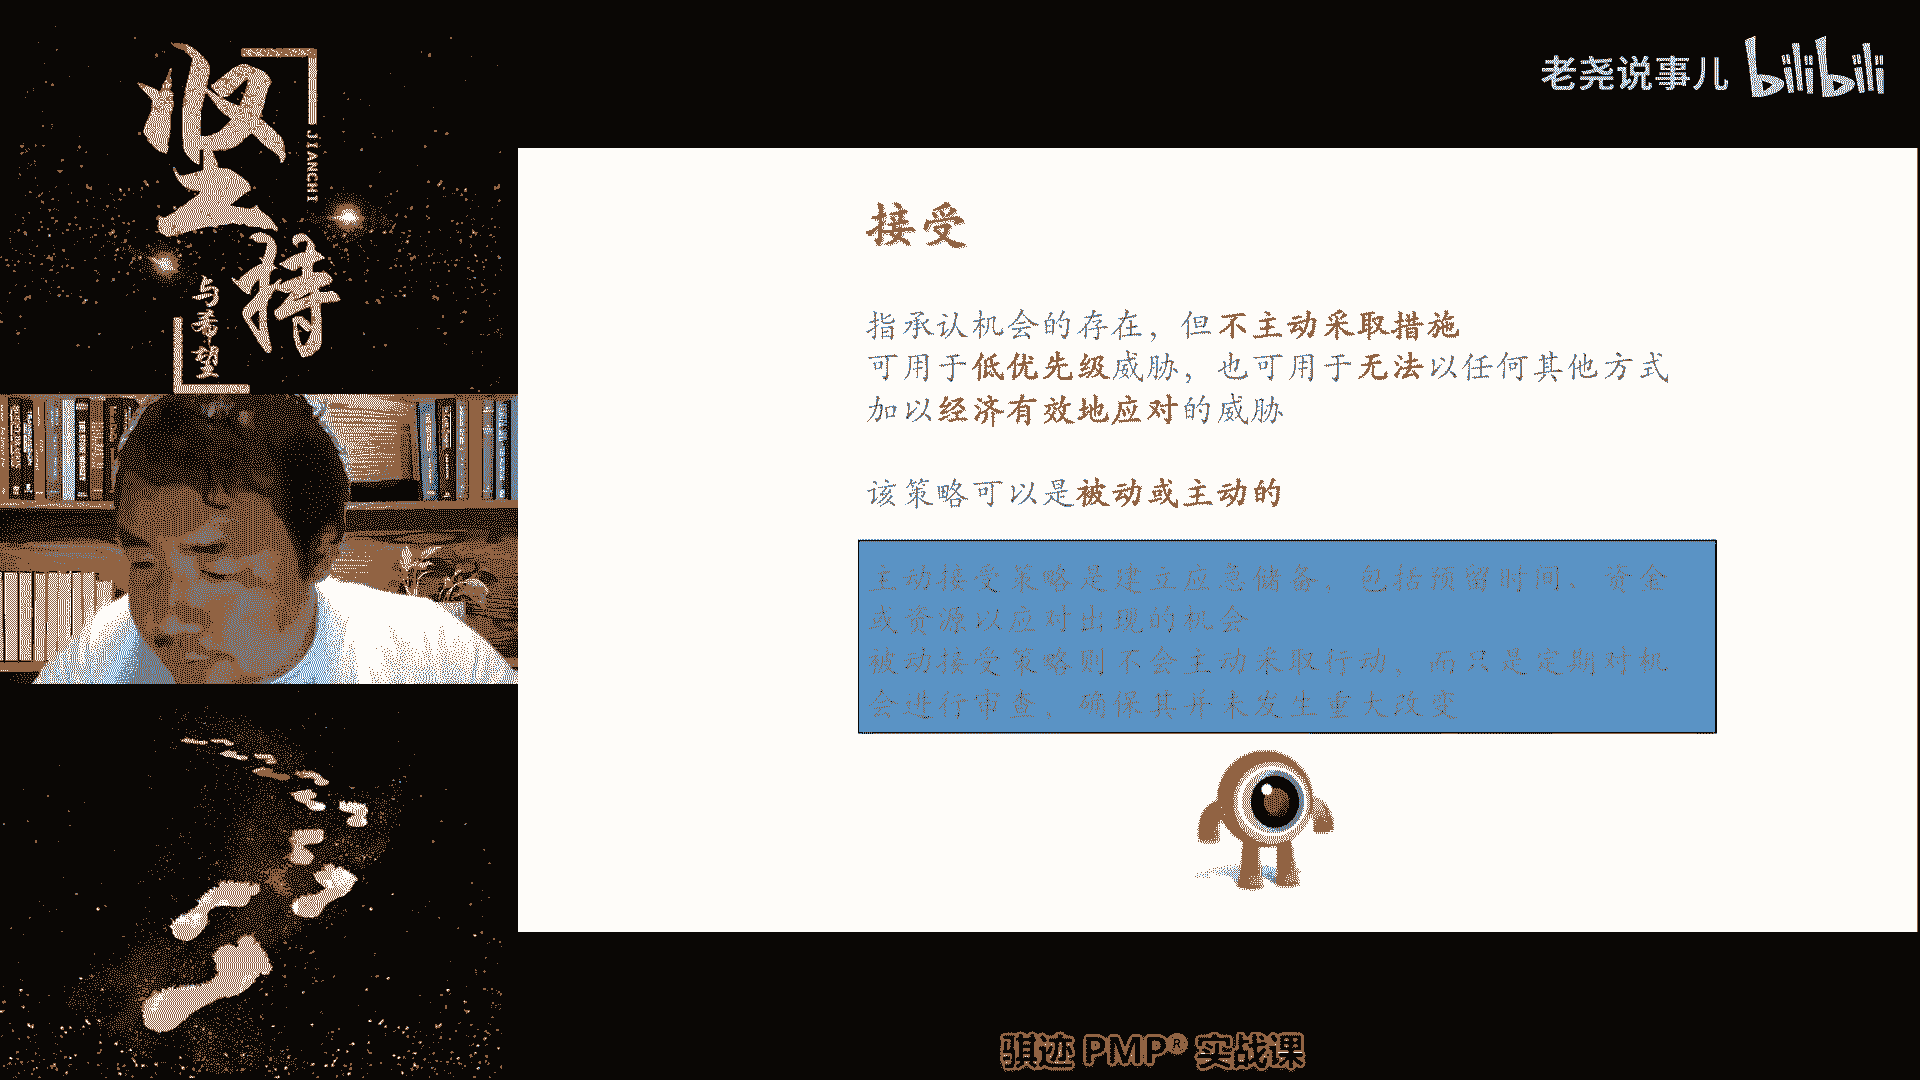 坚持
JIANCHI
与希望
老尧说事儿 bilibili
接受
指承认机会的存在，但不主动采取措施
可用于低优先级威胁，也可用于无法以任何其他方式
加以经济有效地应对的威胁
该策略可以是被动或主动的
主动接受策略是建立应急储备，包括预留时间、资金
或资源以应对出现的机会
被动接受策略则不会主动采取行动，而只是定期对机
会进行审查，确保其并未发生重大改变
骐迹 PMP® 实战课